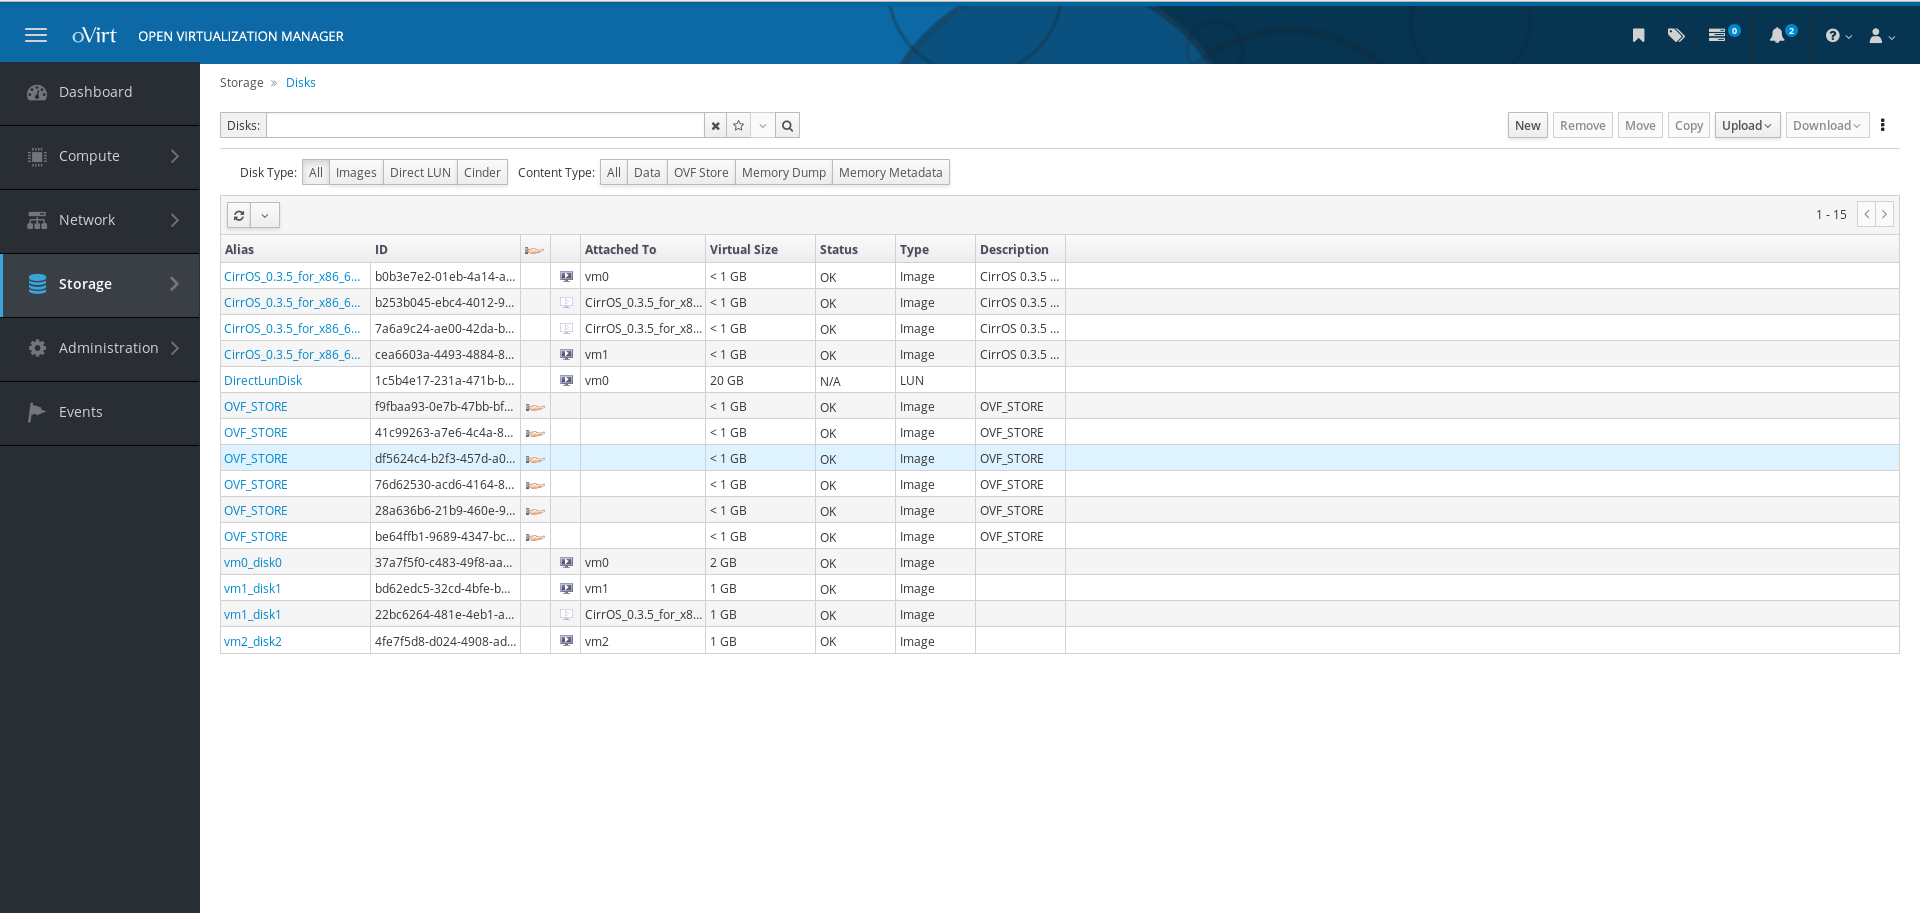 oVirt OPEN VIRTUALIZATION MANAGER 0 2
Dashboard
Compute
Network
Storage
Administration
Events
Storage » Disks
Disks: New Remove Move Copy Upload Download
Disk Type: All Images Direct LUN Cinder Content Type: All Data OVF Store Memory Dump Memory Metadata
1 - 15
Alias ID Attached To Virtual Size Status Type Description
CirrOS_0.3.5_for_x86_6... b0b3e7e2-01eb-4a14-a... vm0 < 1 GB OK Image CirrOS 0.3.5 ...
CirrOS_0.3.5_for_x86_6... b253b045-ebc4-4012-9... CirrOS_0.3.5_for_x8... < 1 GB OK Image CirrOS 0.3.5 ...
CirrOS_0.3.5_for_x86_6... 7a6a9c24-ae00-42da-b... CirrOS_0.3.5_for_x8... < 1 GB OK Image CirrOS 0.3.5 ...
CirrOS_0.3.5_for_x86_6... cea6603a-4493-4884-8... vm1 < 1 GB OK Image CirrOS 0.3.5 ...
DirectLunDisk 1c5b4e17-231a-471b-b... vm0 20 GB N/A LUN
OVF_STORE f9fbaa93-0e7b-47bb-bf... < 1 GB OK Image OVF_STORE
OVF_STORE 41c99263-a7e6-4c4a-8... < 1 GB OK Image OVF_STORE
OVF_STORE df5624c4-b2f3-457d-a0... < 1 GB OK Image OVF_STORE
OVF_STORE 76d62530-acd6-4164-8... < 1 GB OK Image OVF_STORE
OVF_STORE 28a636b6-21b9-460e-9... < 1 GB OK Image OVF_STORE
OVF_STORE be64ffb1-9689-4347-bc... < 1 GB OK Image OVF_STORE
vm0_disk0 37a7f5f0-c483-49f8-aa... vm0 2 GB OK Image
vm1_disk1 bd62edc5-32cd-4bfe-b... vm1 1 GB OK Image
vm1_disk1 22bc6264-481e-4eb1-a... CirrOS_0.3.5_for_x8... 1 GB OK Image
vm2_disk2 4fe7f5d8-d024-4908-ad... vm2 1 GB OK Image